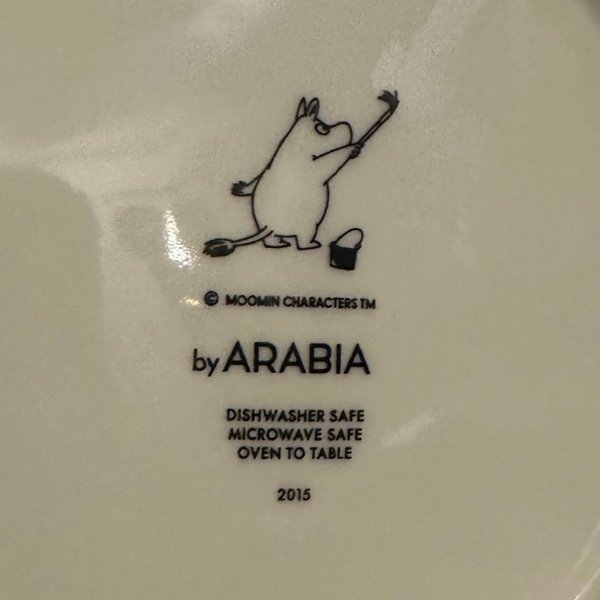 © MOOMIN CHARACTERS TM
by ARABIA
DISHWASHER SAFE
MICROWAVE SAFE
OVEN TO TABLE
2015